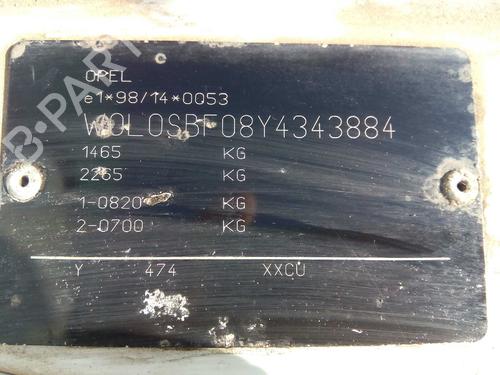 OPEL
e1*98/14*0053
W0L0SBF08Y4343884
1465 KG
2265 KG
1-0820 KG
2-0700 KG
Y 474 XXCU
B-PARTS